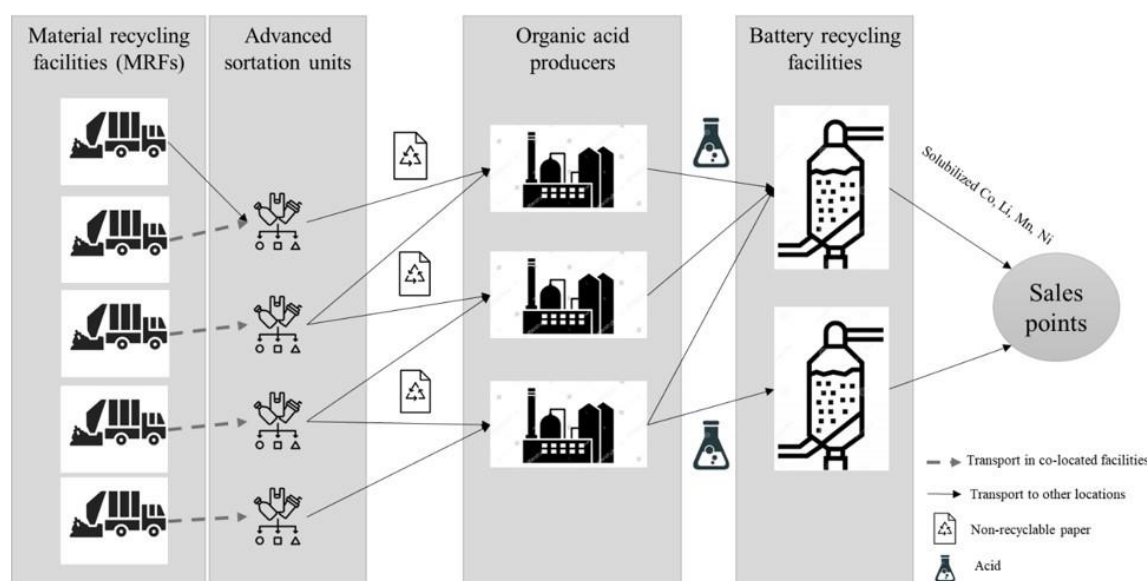 Material recycling
facilities (MRFs)
Advanced
sortation units
Organic acid
producers
Battery recycling
facilities
Solubilized Co, Li, Mn, Ni
Sales
points
Transport in co-located facilities
Transport to other locations
Non-recyclable paper
Acid